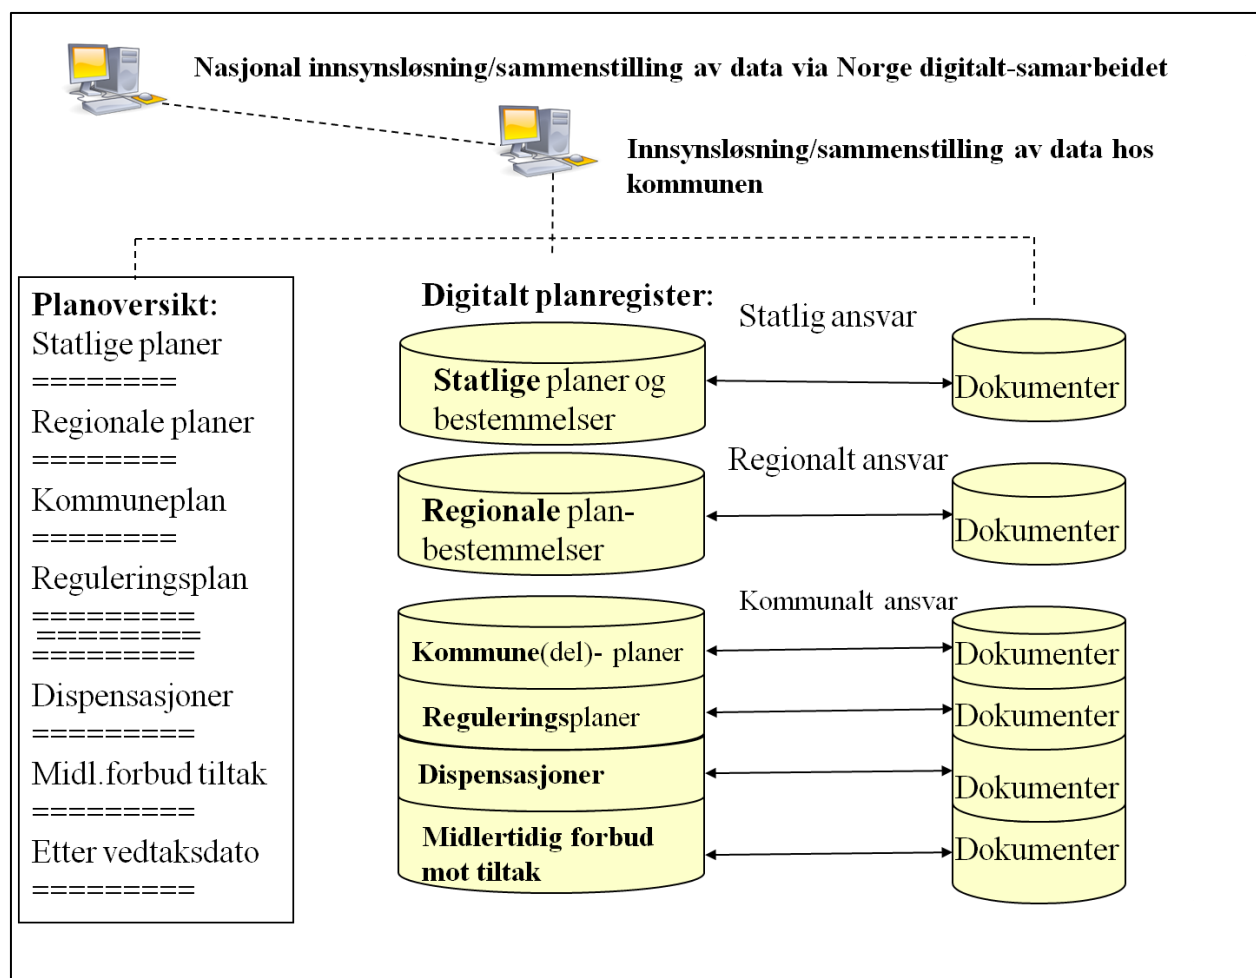 Nasjonal innsynsløsning/sammenstilling av data via Norge digitalt-samarbeidet
Innsynsløsning/sammenstilling av data hos
kommunen
Planoversikt:
Statlige planer
========
Regionale planer
========
Kommuneplan
========
Reguleringsplan
=========
=========
=========
Dispensasjoner
=========
Midl.forbud tiltak
=========
Etter vedtaksdato
=========
Digitalt planregister:
Statlig ansvar
Statlige planer og
bestemmelser
Dokumenter
Regionalt ansvar
Regionale plan-
bestemmelser
Dokumenter
Kommunalt ansvar
Kommune(del)- planer
Dokumenter
Reguleringsplaner
Dokumenter
Dispensasjoner
Dokumenter
Midlertidig forbud
mot tiltak
Dokumenter